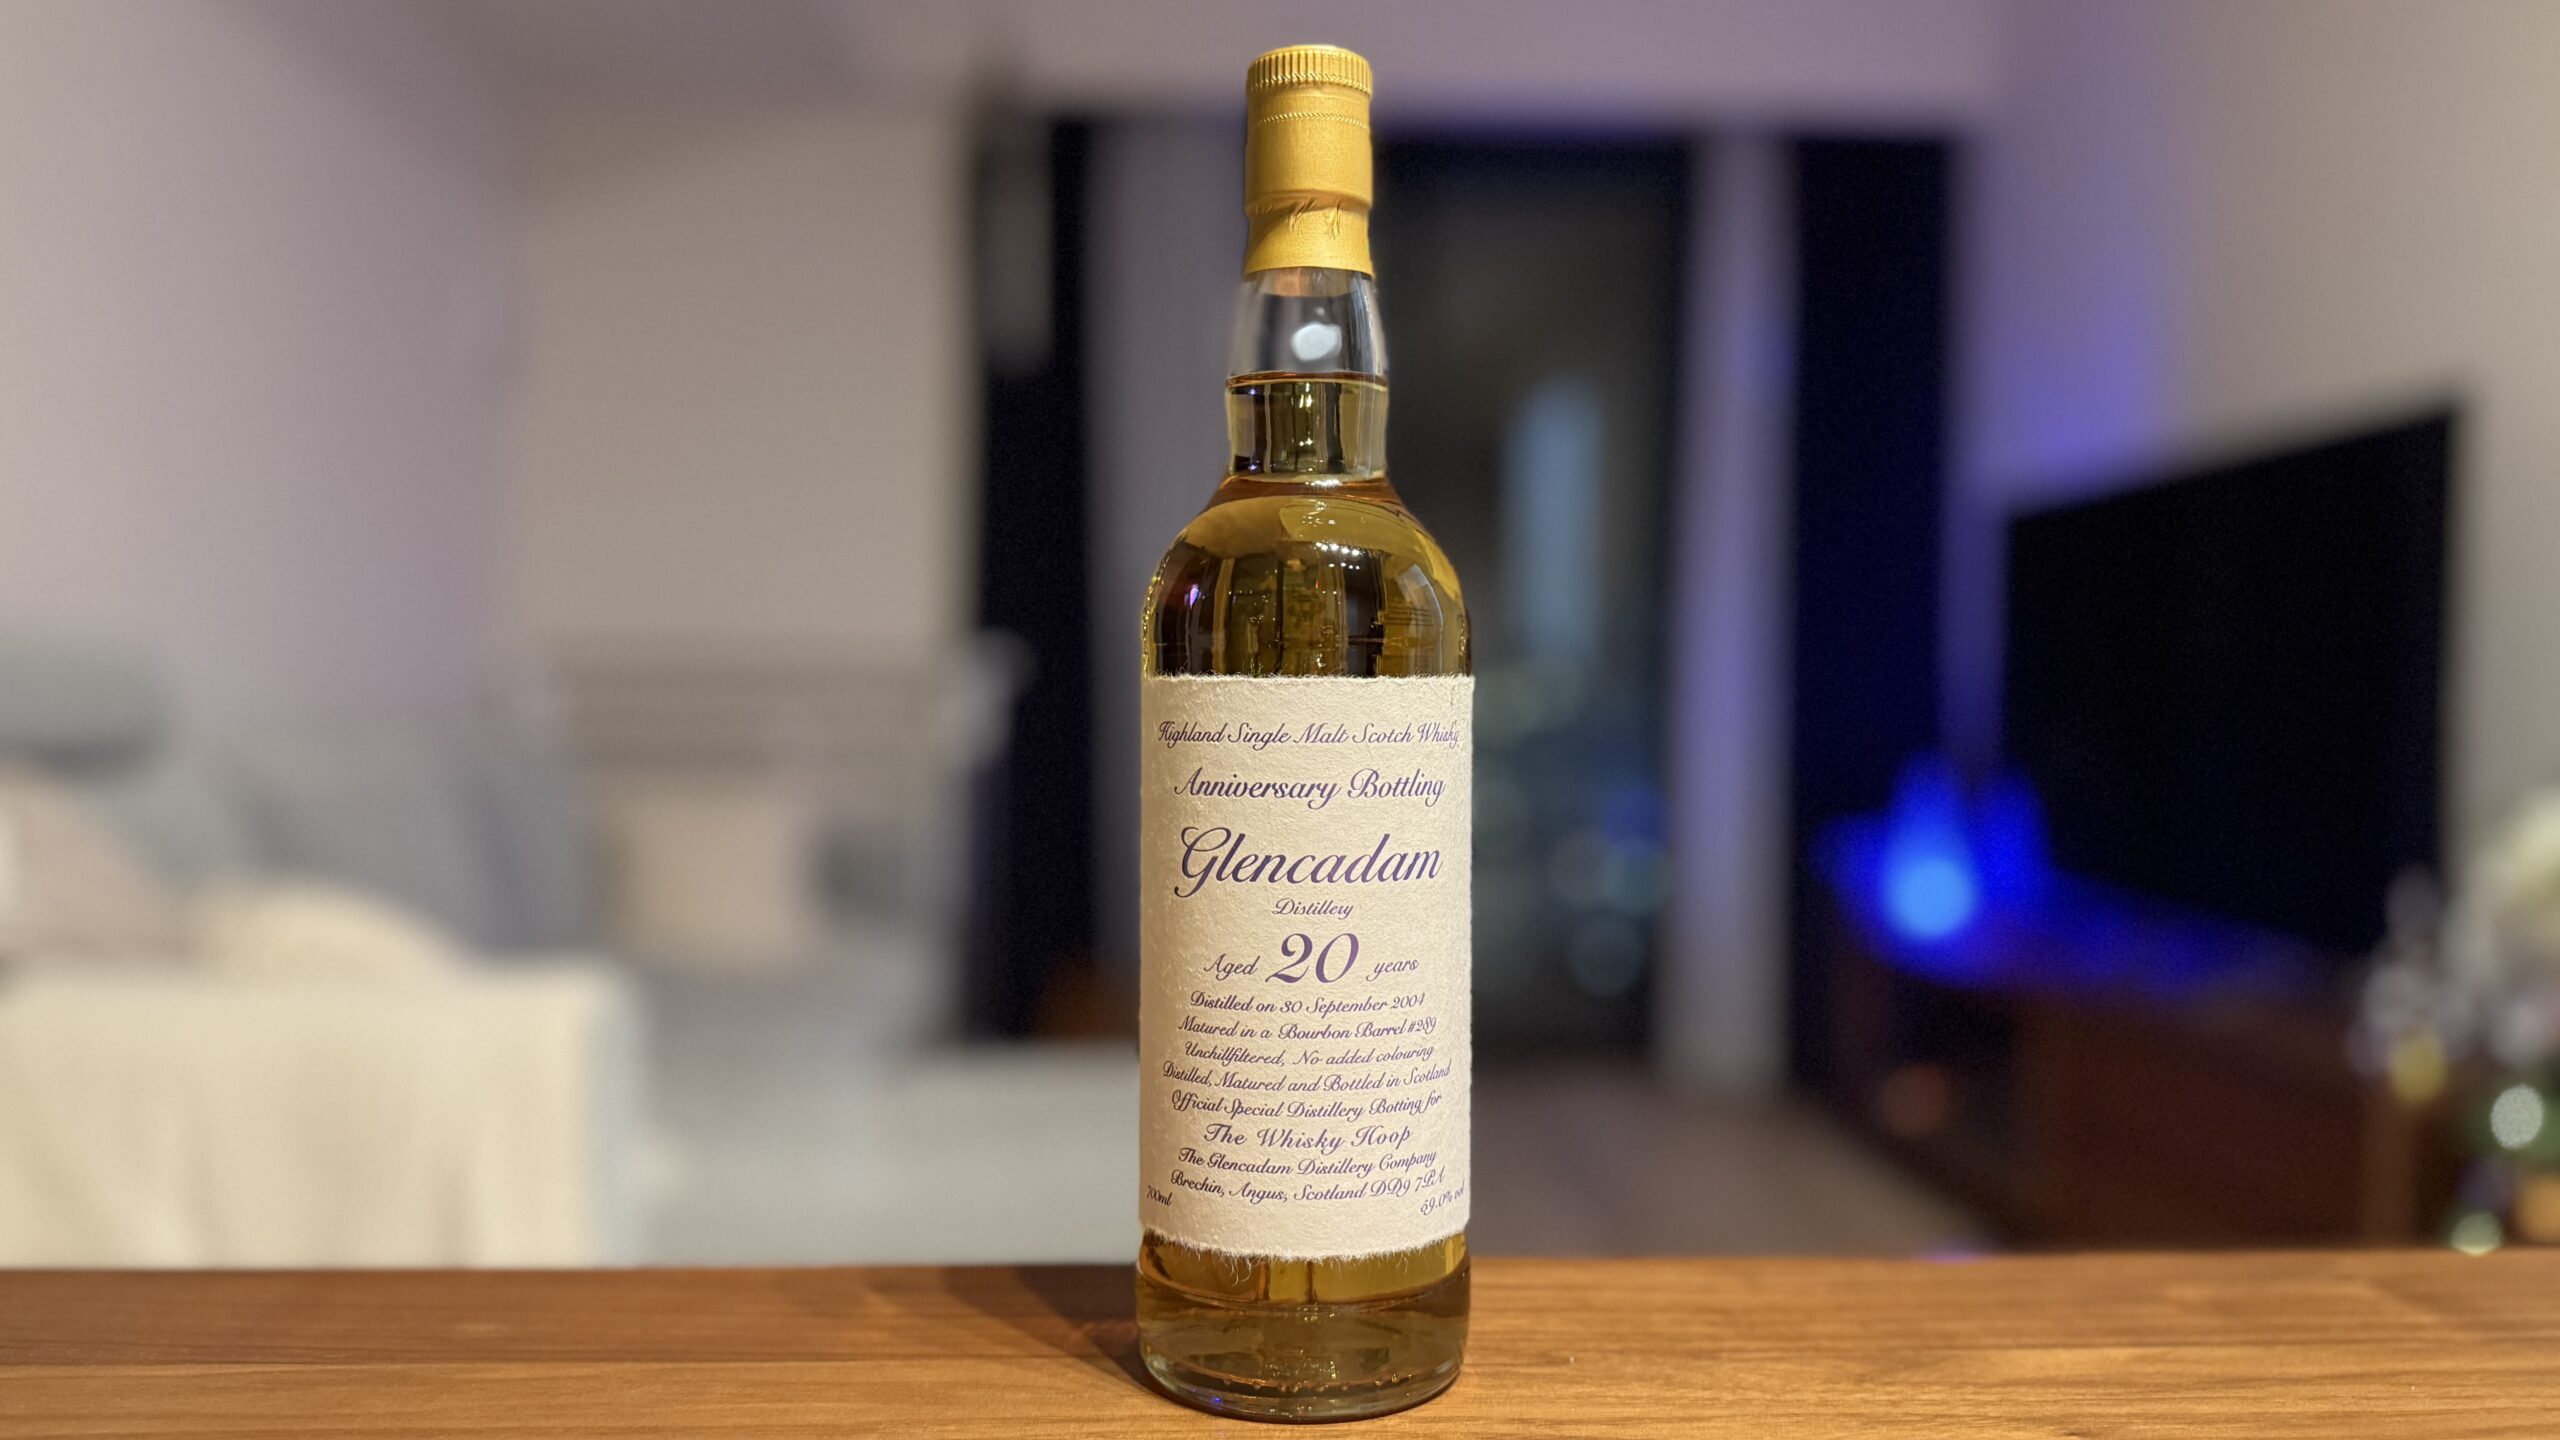 Highland Single Malt Scotch Whisky
Anniversary Bottling
Glencadam
Distillery
Aged 20 years
Distilled on 30 September 2004
Matured in a Bourbon Barrel #289
Unchillfiltered, No added colouring
Distilled, Matured and Bottled in Scotland
Official Special Distillery Botting for
The Whisky Hoop
The Glencadam Distillery Company
Brechin, Angus, Scotland DD9 7PA
700ml 59.0% vol